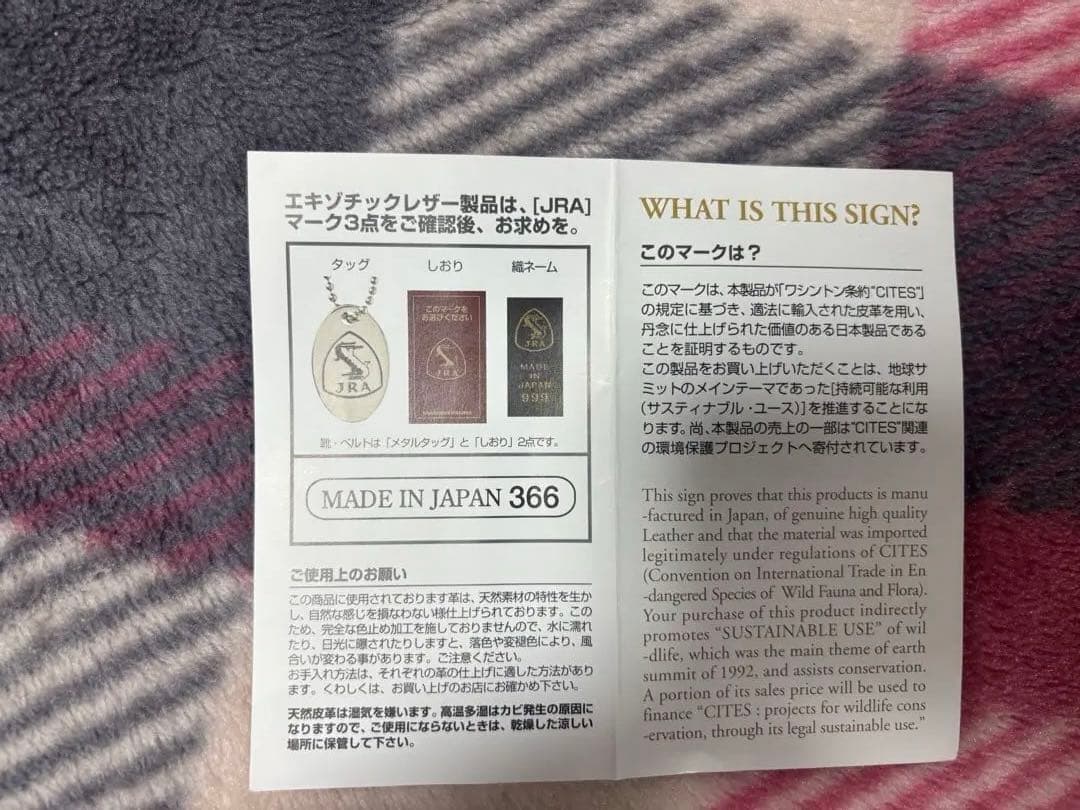 エキゾチックレザー製品は、[JRA]
マーク3点をご確認後、お求めを。
タッグ
しおり
織ネーム
JRA
このマークを
お選びください
JRA
JRA
MADE
IN
JAPAN
999
靴・ベルトは「メタルタッグ」と「しおり」2点です。
MADE IN JAPAN 366
ご使用上のお願い
この商品に使用されております革は、天然素材の特性を生か
し、自然な感じを損なわない様仕上げられております。この
ため、完全な色止め加工を施しておりませんので、水に濡れ
たり、日光に曝されたりしますと、落色や変褪色により、風
合いが変わる事があります。ご注意ください。
お手入れ方法は、それぞれの革の仕上げに適した方法があり
ます。くわしくは、お買い上げのお店にお確かめ下さい。
天然皮革は湿気を嫌います。高温多湿はカビ発生の原因に
なりますので、ご使用にならないときは、乾燥した涼しい
場所に保管して下さい。
WHAT IS THIS SIGN?
このマークは?
このマークは、本製品が「ワシントン条約"CITES"」
の規定に基づき、適法に輸入された皮革を用い、
丹念に仕上げられた価値のある日本製品である
ことを証明するものです。
この製品をお買い上げいただくことは、地球サ
ミットのメインテーマであった[持続可能な利用
(サスティナブル・ユース)]を推進することにな
ります。尚、本製品の売上の一部は"CITES"関連
の環境保護プロジェクトへ寄付されています。
This sign proves that this products is manu
-factured in Japan, of genuine high quality
Leather and that the material was imported
legitimately under regulations of CITES
(Convention on International Trade in En
-dangered Species of Wild Fauna and Flora).
Your purchase of this product indirectly
promotes “SUSTAINABLE USE” of wil
-dlife, which was the main theme of earth
summit of 1992, and assists conservation.
A portion of its sales price will be used to
finance “CITES : projects for wildlife cons
-ervation, through its legal sustainable use.”